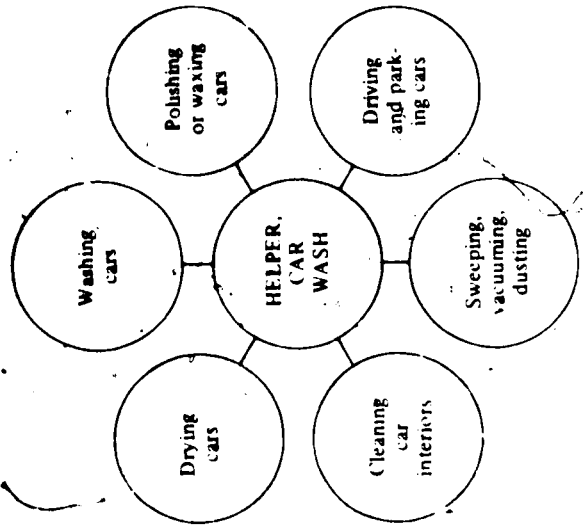 Washing
cars
Drying
cars
Polishing
or waxing
cars
HELPER,
CAR
WASH
Cleaning
car
interiors
Driving
and park-
ing cars
Sweeping,
vacuuming,
dusting